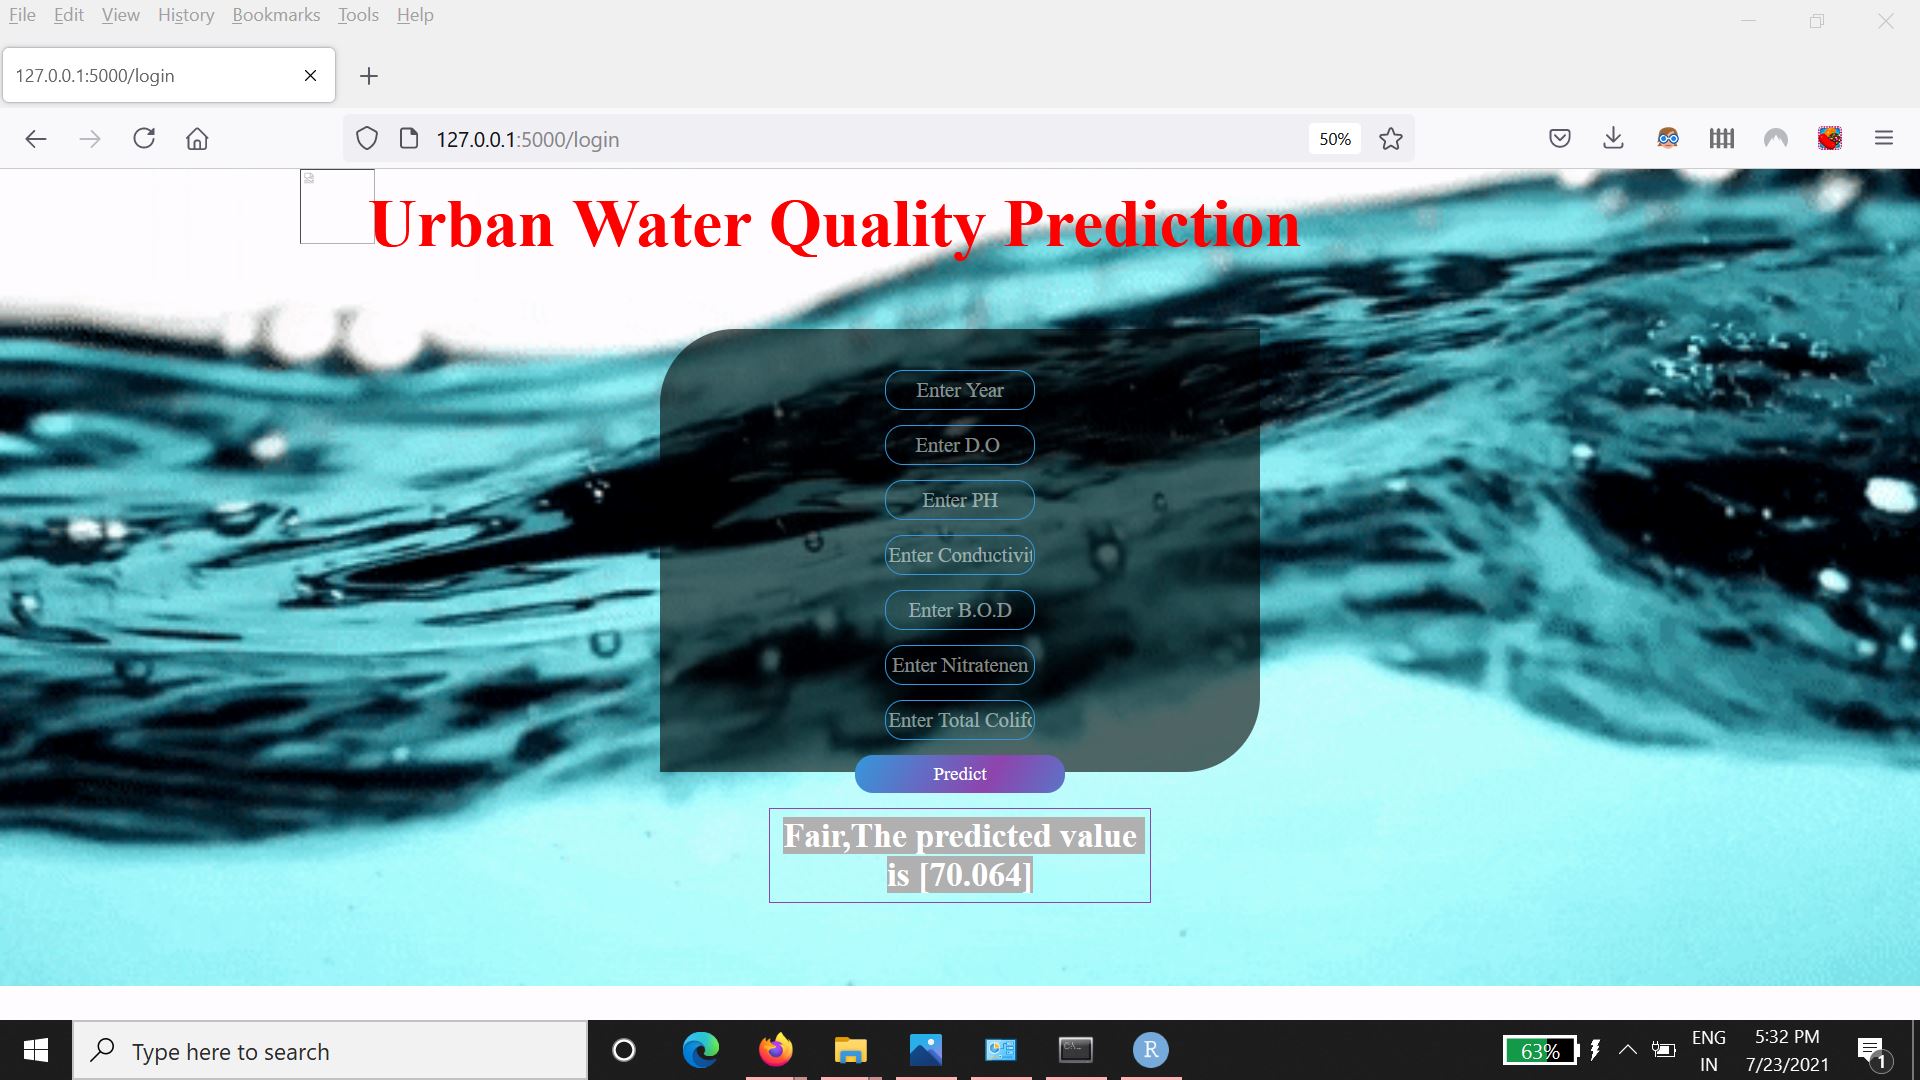 File Edit View History Bookmarks Tools Help
127.0.0.1:5000/login
127.0.0.1:5000/login 50%
Urban Water Quality Prediction
Enter Year
Enter D.O
Enter PH
Enter Conductivit
Enter B.O.D
Enter Nitratenen
Enter Total Colifo
Predict
Fair,The predicted value
is [70.064]
Type here to search
R
63%
ENG
IN
5:32 PM
7/23/2021
1